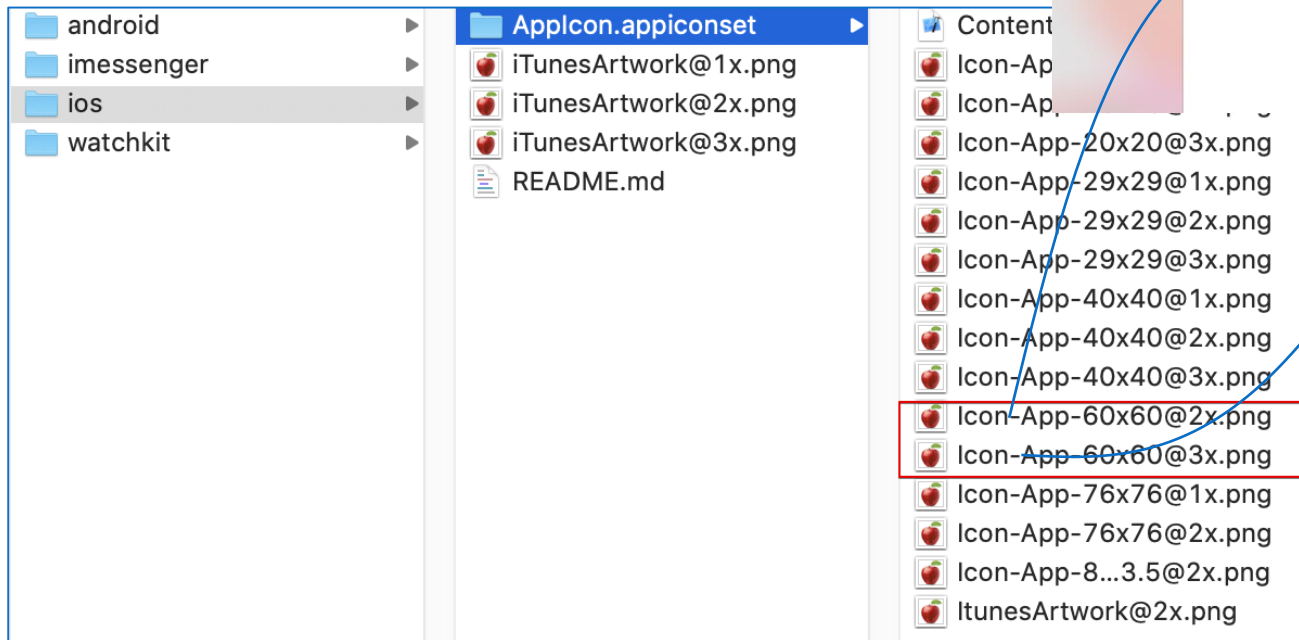 android
imessenger
ios
watchkit
AppIcon.appiconset
iTunesArtwork@1x.png
iTunesArtwork@2x.png
iTunesArtwork@3x.png
README.md
Content
Icon-Ap
Icon-Ap
Icon-App-20x20@3x.png
Icon-App-29x29@1x.png
Icon-App-29x29@2x.png
Icon-App-29x29@3x.png
Icon-App-40x40@1x.png
Icon-App-40x40@2x.png
Icon-App-40x40@3x.png
Icon-App-60x60@2x.png
Icon-App-60x60@3x.png
Icon-App-76x76@1x.png
Icon-App-76x76@2x.png
Icon-App-8...3.5@2x.png
ItunesArtwork@2x.png